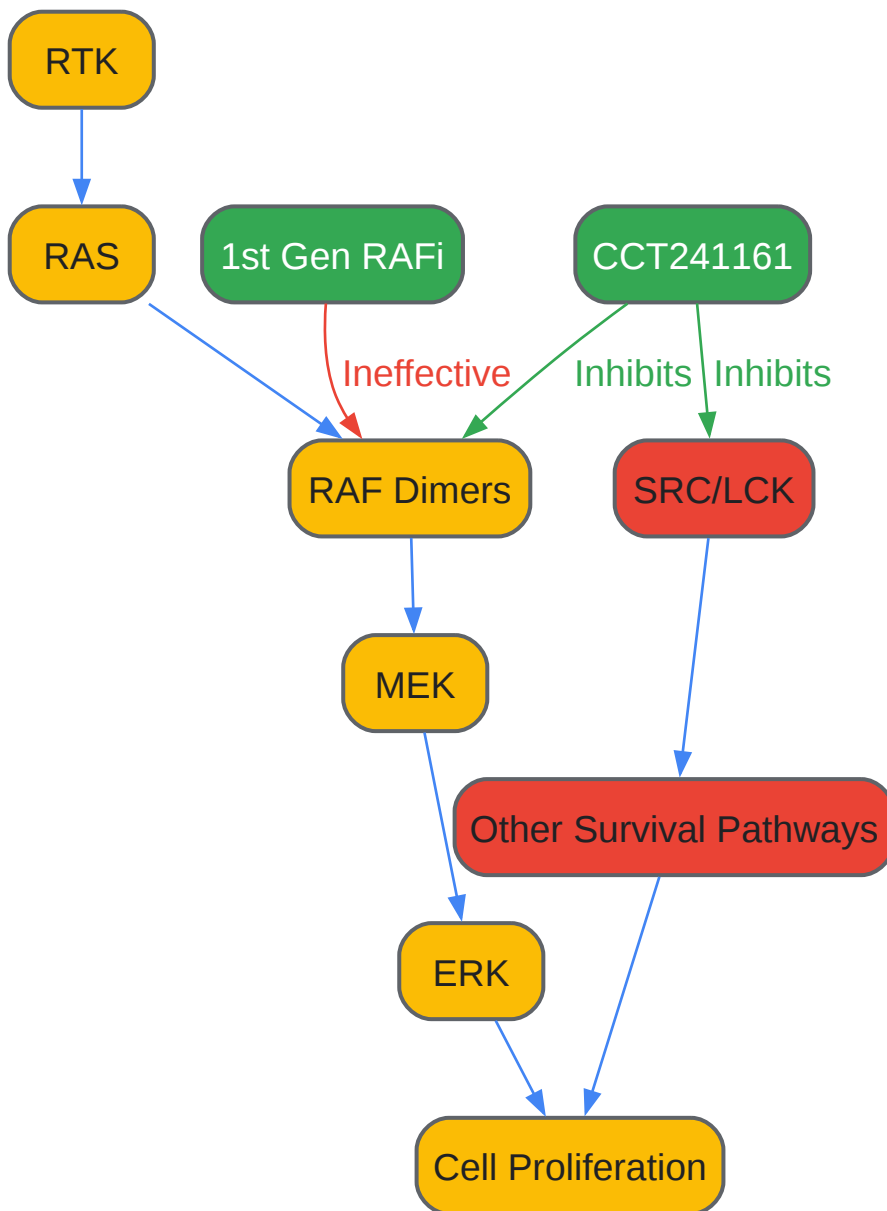 RTK
RAS
1st Gen RAFi
CCT241161
Ineffective
Inhibits
Inhibits
RAF Dimers
SRC/LCK
MEK
Other Survival Pathways
ERK
Cell Proliferation